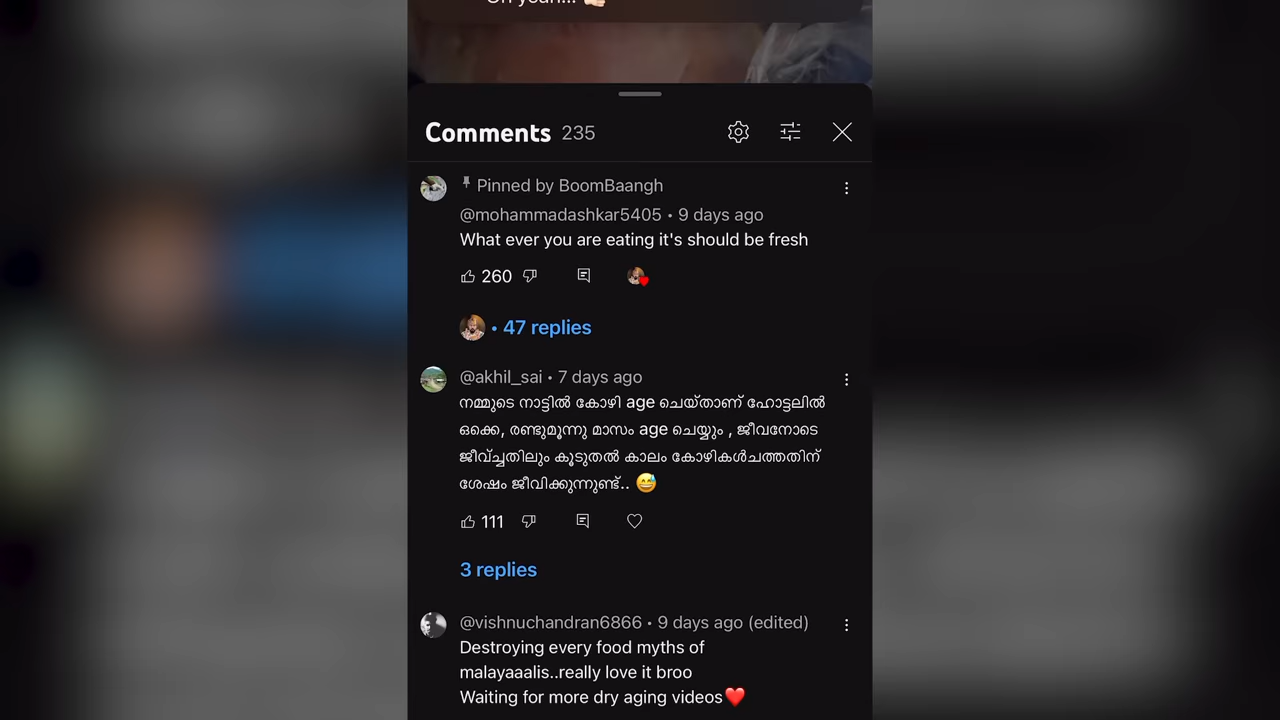 Comments 235
Pinned by BoomBaangh
@mohammadashkar5405 • 9 days ago
What ever you are eating it's should be fresh
260
• 47 replies
@akhil_sai • 7 days ago
നമ്മുടെ നാട്ടിൽ കോഴി age ചെയ്താണ് ഹോട്ടലിൽ
ഒക്കെ, രണ്ടുമൂന്നു മാസം age ചെയ്യും , ജീവനോടെ
ജീവ്ച്ചതിലും കൂടുതൽ കാലം കോഴികൾചത്തതിന്
ശേഷം ജീവിക്കുന്നുണ്ട്.. 😅
111
3 replies
@vishnuchandran6866 • 9 days ago (edited)
Destroying every food myths of
malayaaalis..really love it broo
Waiting for more dry aging videos❤️